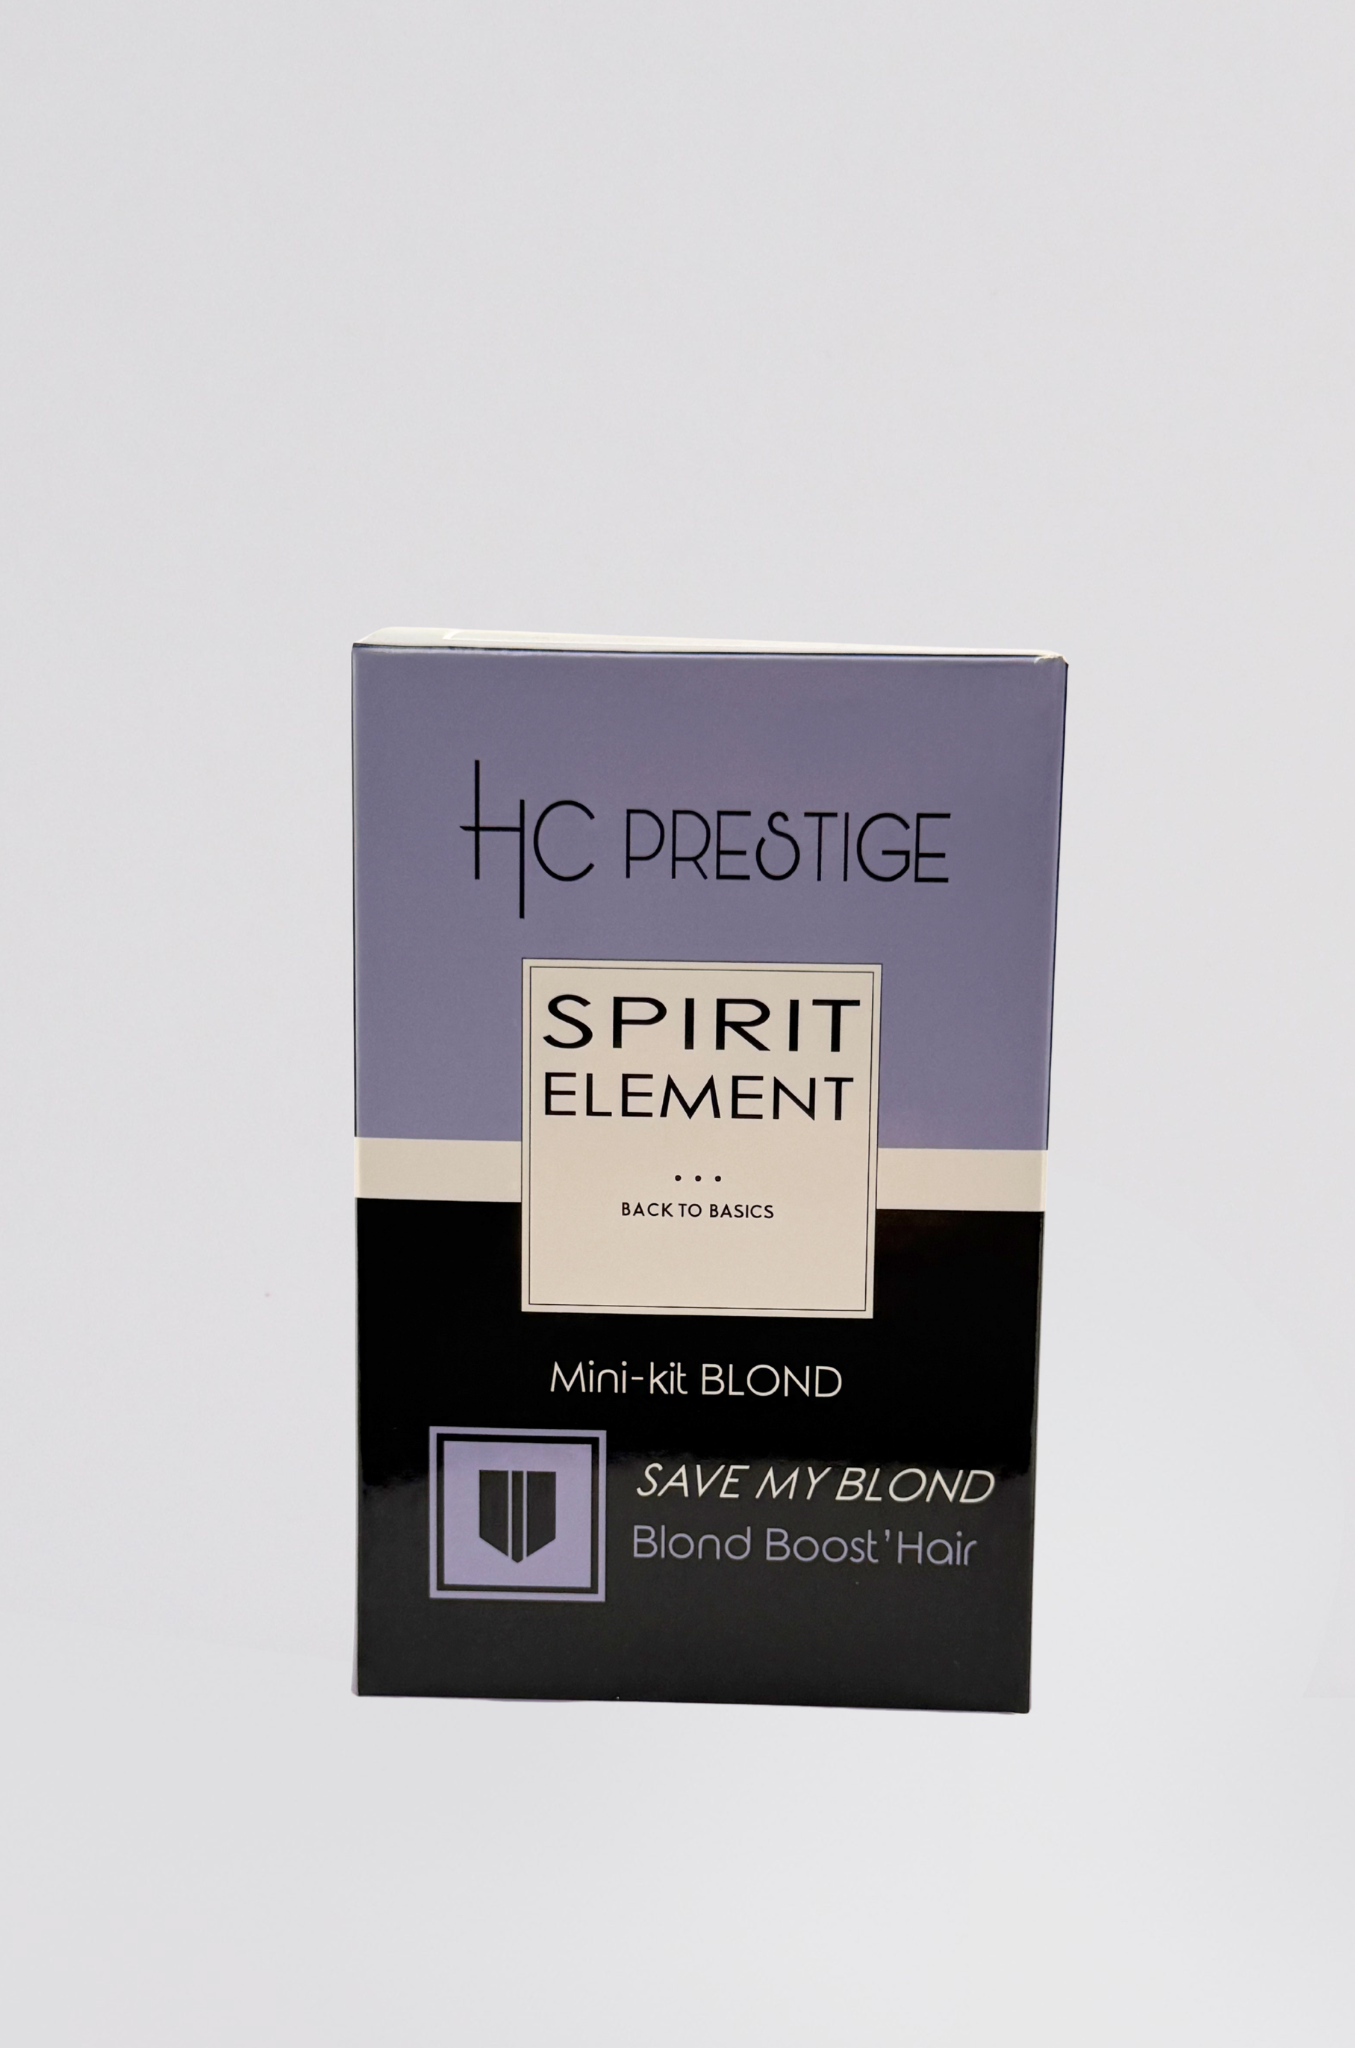 HC PRESTIGE
SPIRIT
ELEMENT
...
BACK TO BASICS
Mini-kit BLOND
SAVE MY BLOND
Blond Boost'Hair